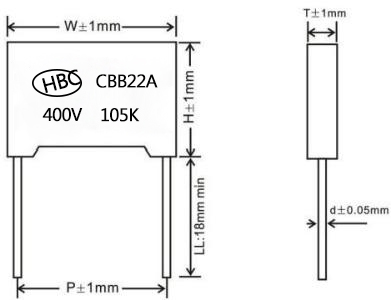 W±1mm
T±1mm
HBC CBB22A
400V 105K
H±1mm
LL:18mm min
d±0.05mm
P±1mm